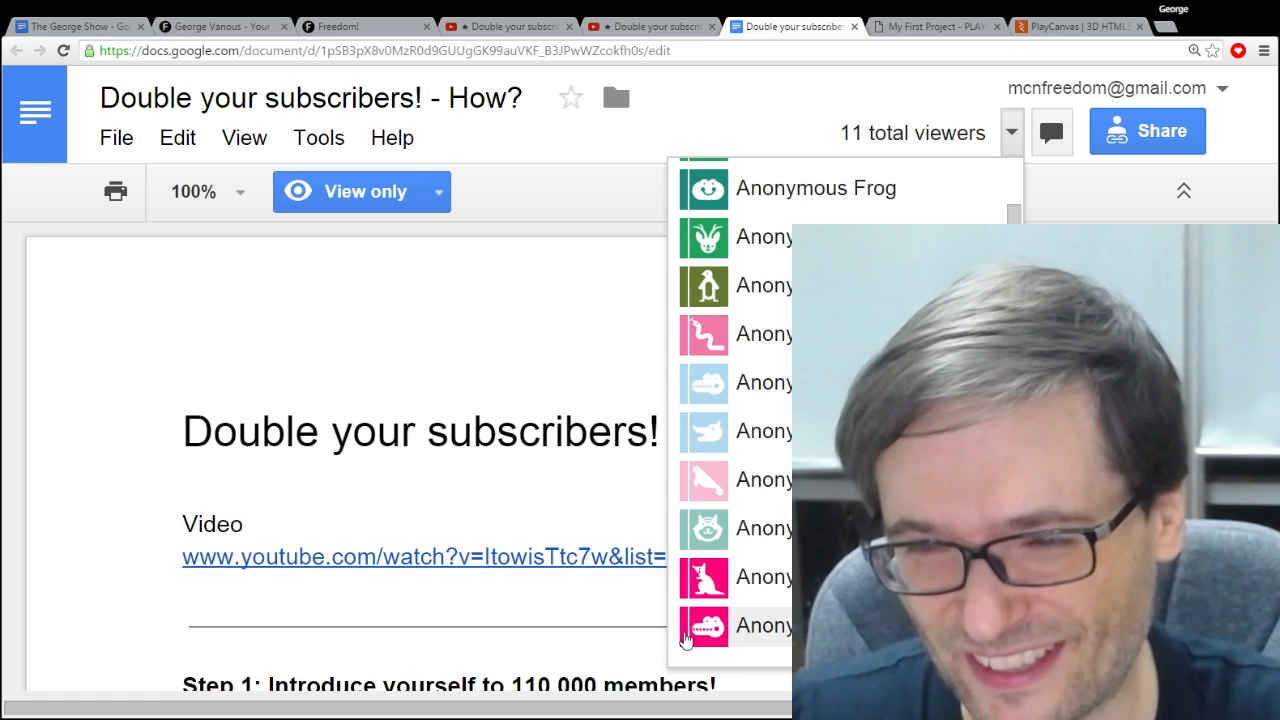 George
The George Show - Go
George Vanous - Your
Freedom!
★ Double your subscri
★ Double your subscri
Double your subscribe
My First Project - PLAY
PlayCanvas | 3D HTML
https://docs.google.com/document/d/1pSB3pX8v0MzR0d9GUUgGK99auVKF_B3JPwWZcokfh0s/edit
Double your subscribers! - How?
mcnfreedom@gmail.com
File Edit View Tools Help
11 total viewers
Share
100%
View only
Anonymous Frog
Anony
Anony
Anony
Anony
Anony
Anony
Anony
Anony
Anony
Double your subscribers!
Video
www.youtube.com/watch?v=ItowisTtc7w&list=
Step 1: Introduce yourself to 110,000 members!